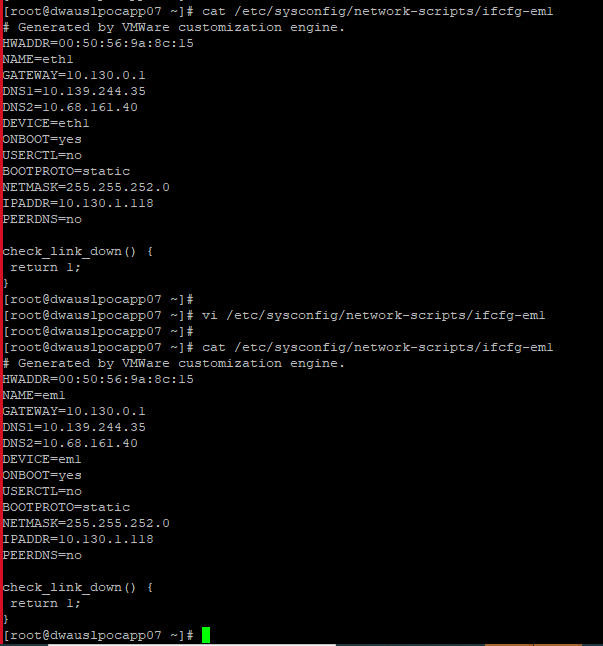 [root@dwauslpocapp07 ~]# cat /etc/sysconfig/network-scripts/ifcfg-em1
# Generated by VMWare customization engine.
HWADDR=00:50:56:9a:8c:15
NAME=eth1
GATEWAY=10.130.0.1
DNS1=10.139.244.35
DNS2=10.68.161.40
DEVICE=eth1
ONBOOT=yes
USERCTL=no
BOOTPROTO=static
NETMASK=255.255.252.0
IPADDR=10.130.1.118
PEERDNS=no

check_link_down() {
 return 1;
}
[root@dwauslpocapp07 ~]#
[root@dwauslpocapp07 ~]# vi /etc/sysconfig/network-scripts/ifcfg-em1
[root@dwauslpocapp07 ~]#
[root@dwauslpocapp07 ~]# cat /etc/sysconfig/network-scripts/ifcfg-em1
# Generated by VMWare customization engine.
HWADDR=00:50:56:9a:8c:15
NAME=em1
GATEWAY=10.130.0.1
DNS1=10.139.244.35
DNS2=10.68.161.40
DEVICE=em1
ONBOOT=yes
USERCTL=no
BOOTPROTO=static
NETMASK=255.255.252.0
IPADDR=10.130.1.118
PEERDNS=no

check_link_down() {
 return 1;
}
[root@dwauslpocapp07 ~]#